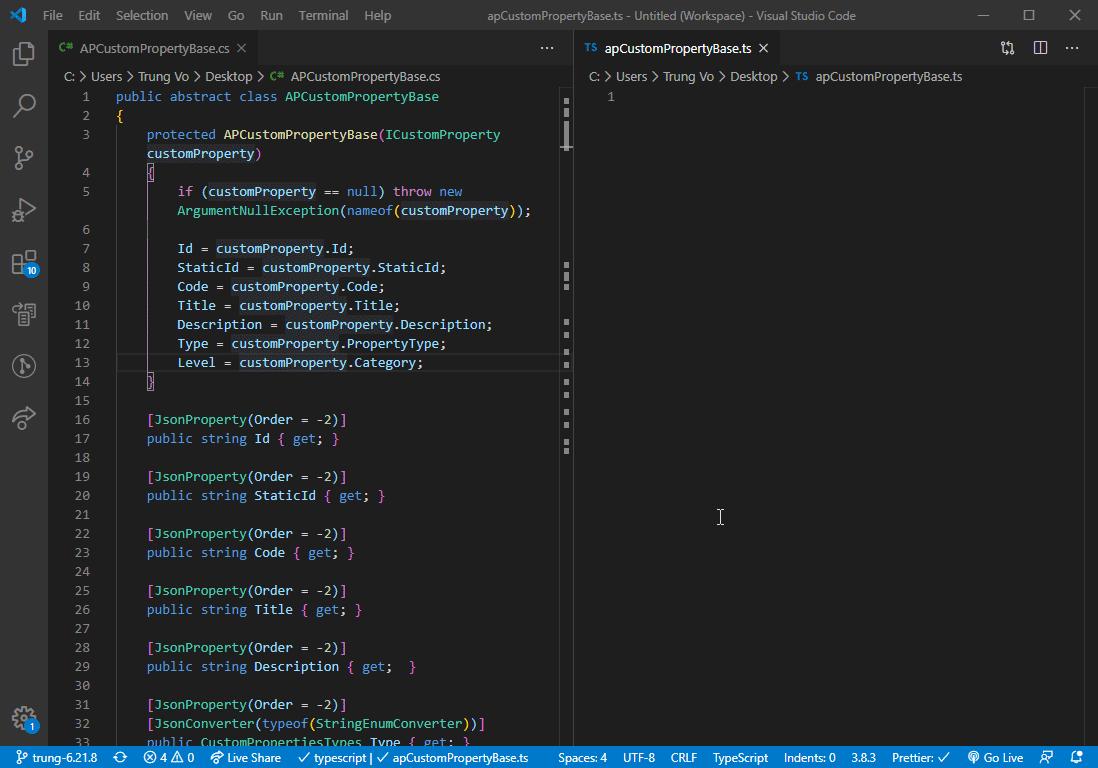 File Edit Selection View Go Run Terminal Help apCustomPropertyBase.ts - Untitled (Workspace) - Visual Studio Code
C# APCustomPropertyBase.cs
TS apCustomPropertyBase.ts
C: > Users > Trung Vo > Desktop > C# APCustomPropertyBase.cs
C: > Users > Trung Vo > Desktop > TS apCustomPropertyBase.ts
1 public abstract class APCustomPropertyBase
2 {
3 protected APCustomPropertyBase(ICustomProperty
customProperty)
4 {
5 if (customProperty == null) throw new
ArgumentNullException(nameof(customProperty));
6
7 Id = customProperty.Id;
8 StaticId = customProperty.StaticId;
9 Code = customProperty.Code;
10 Title = customProperty.Title;
11 Description = customProperty.Description;
12 Type = customProperty.PropertyType;
13 Level = customProperty.Category;
14 }
15
16 [JsonProperty(Order = -2)]
17 public string Id { get; }
18
19 [JsonProperty(Order = -2)]
20 public string StaticId { get; }
21
22 [JsonProperty(Order = -2)]
23 public string Code { get; }
24
25 [JsonProperty(Order = -2)]
26 public string Title { get; }
27
28 [JsonProperty(Order = -2)]
29 public string Description { get;  }
30
31 [JsonProperty(Order = -2)]
32 [JsonConverter(typeof(StringEnumConverter))]
33 public CustomPropertiesTypes Type { get; }
1
10
1
trung-6.21.8 4 0 Live Share typescript | apCustomPropertyBase.ts Spaces: 4 UTF-8 CRLF TypeScript Indents: 0 3.8.3 Prettier: Go Live